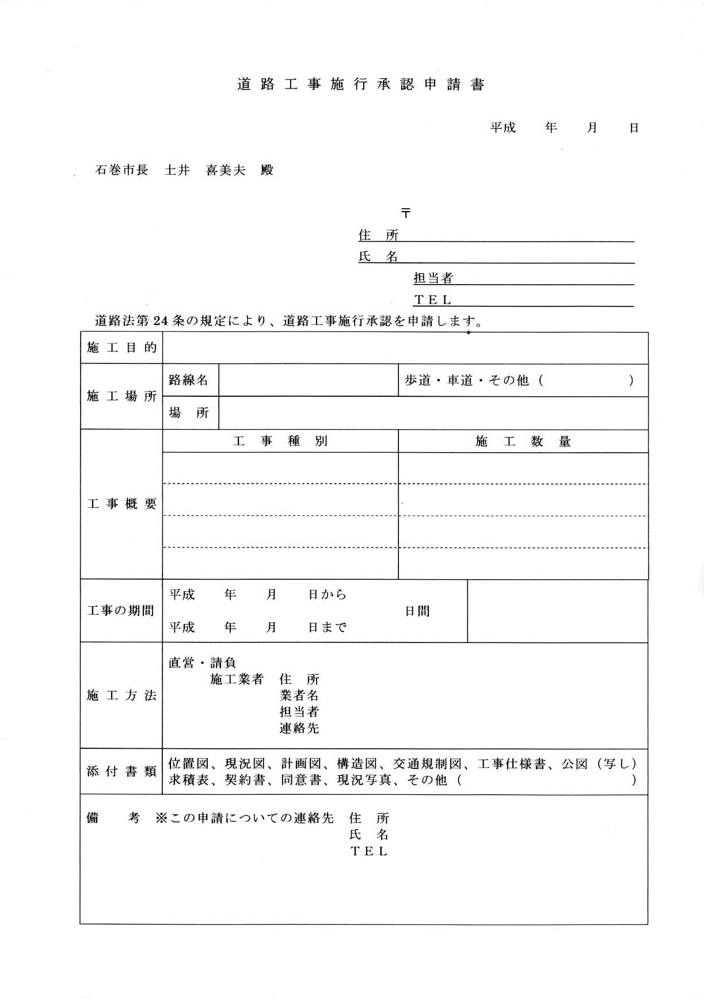 道路工事施行承認申請書
平成　　年　　月　　日
石巻市長　土井　喜美夫　殿
〒
住　所
氏　名
担当者
ＴＥＬ
道路法第24条の規定により、道路工事施行承認を申請します。
施工目的
施工場所
路線名
歩道・車道・その他（　　　　　　）
場　所
工事概要
工　事　種　別
施　工　数　量
工事の期間
平成　　年　　月　　日から
日間
平成　　年　　月　　日まで
施工方法
直営・請負
施工業者　住　所
業者名
担当者
連絡先
添付書類
位置図、現況図、計画図、構造図、交通規制図、工事仕様書、公図（写し）
求積表、契約書、同意書、現況写真、その他（　　　　　　　　　　　　）
備　　考　※この申請についての連絡先　住　所
氏　名
ＴＥＬ